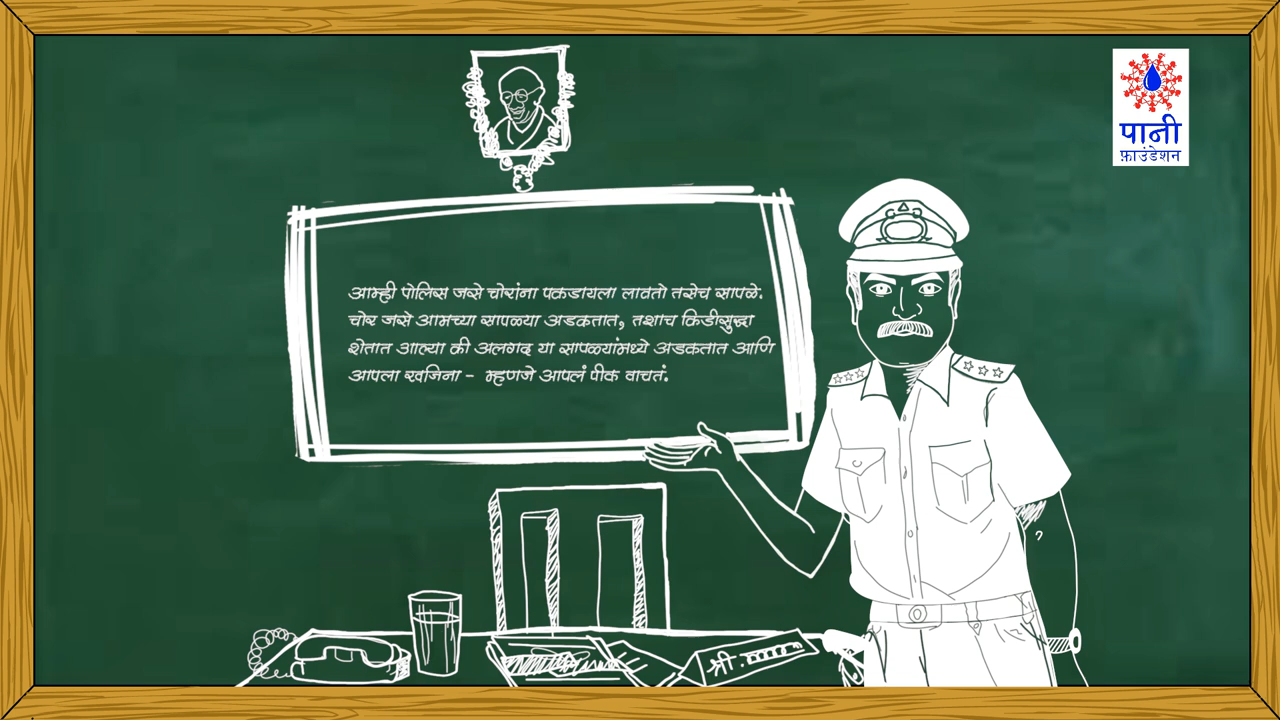 पानी
फ़ाउंडेशन
आम्ही पोलिस जसे चोरांना पकडायला लावतो तसेच सापळे.
चोर जसे आमच्या सापळ्या अडकतात, तशाच किडीसुद्धा
शेतात आल्या की अलगद या सापळ्यांमध्ये अडकतात आणि
आपला खजिना - म्हणजे आपलं पीक वाचतं.
श्री :